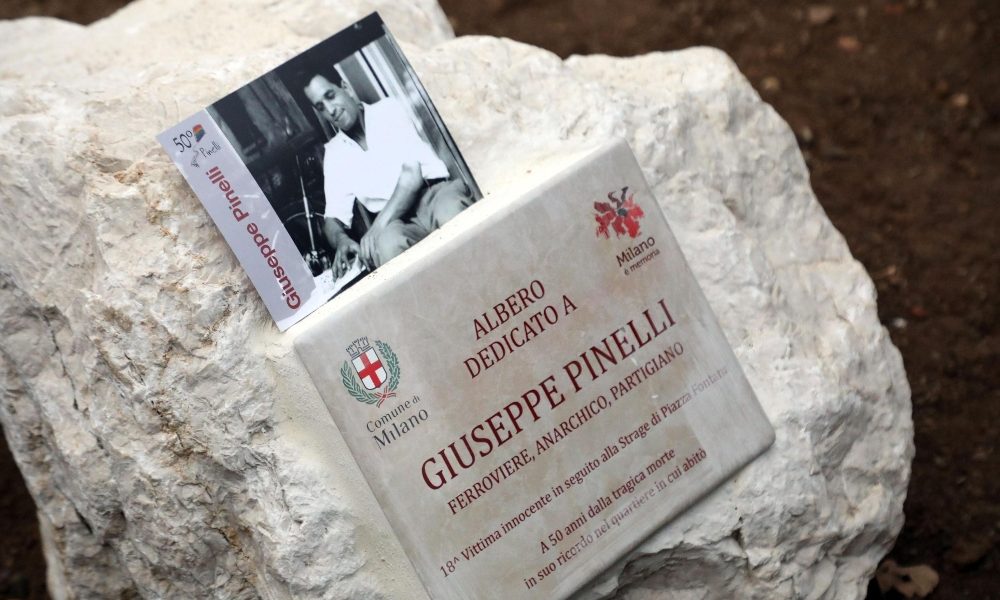 50º
Pinelli
Giuseppe Pinelli
Milano
è memoria
Comune di
Milano
ALBERO
DEDICATO A
GIUSEPPE PINELLI
FERROVIERE, ANARCHICO, PARTIGIANO
18^ Vittima innocente in seguito alla Strage di Piazza Fontana
A 50 anni dalla tragica morte
in suo ricordo nel quartiere in cui abitò